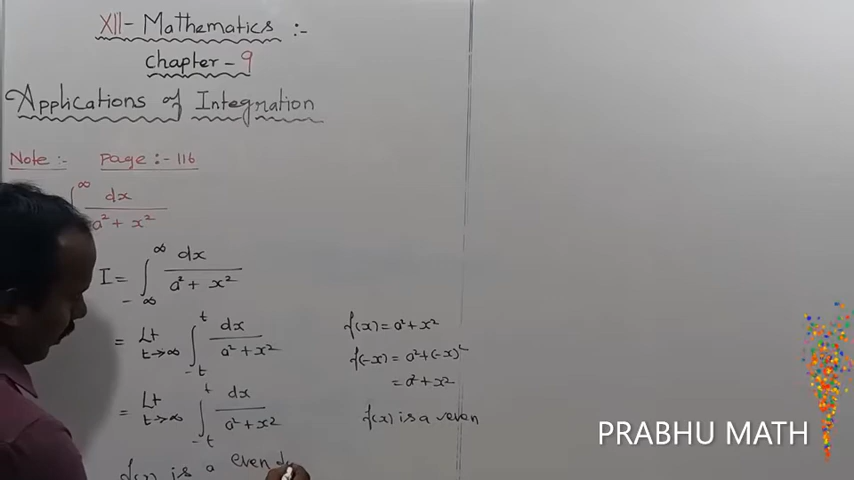 XII - Mathematics :-
Chapter - 9
Applications of Integration
Note :- Page :- 116
∞ dx
a² + x²
I = ∫ ∞ -∞ dx / a² + x²
= Lt t→∞ ∫ t -t dx / a² + x²
= Lt t→∞ ∫ t -t dx / a² + x²
f(x) is a even
f(x) = a² + x²
f(-x) = a² + (-x)²
= a² + x²
f(x) is a even
PRABHU MATH